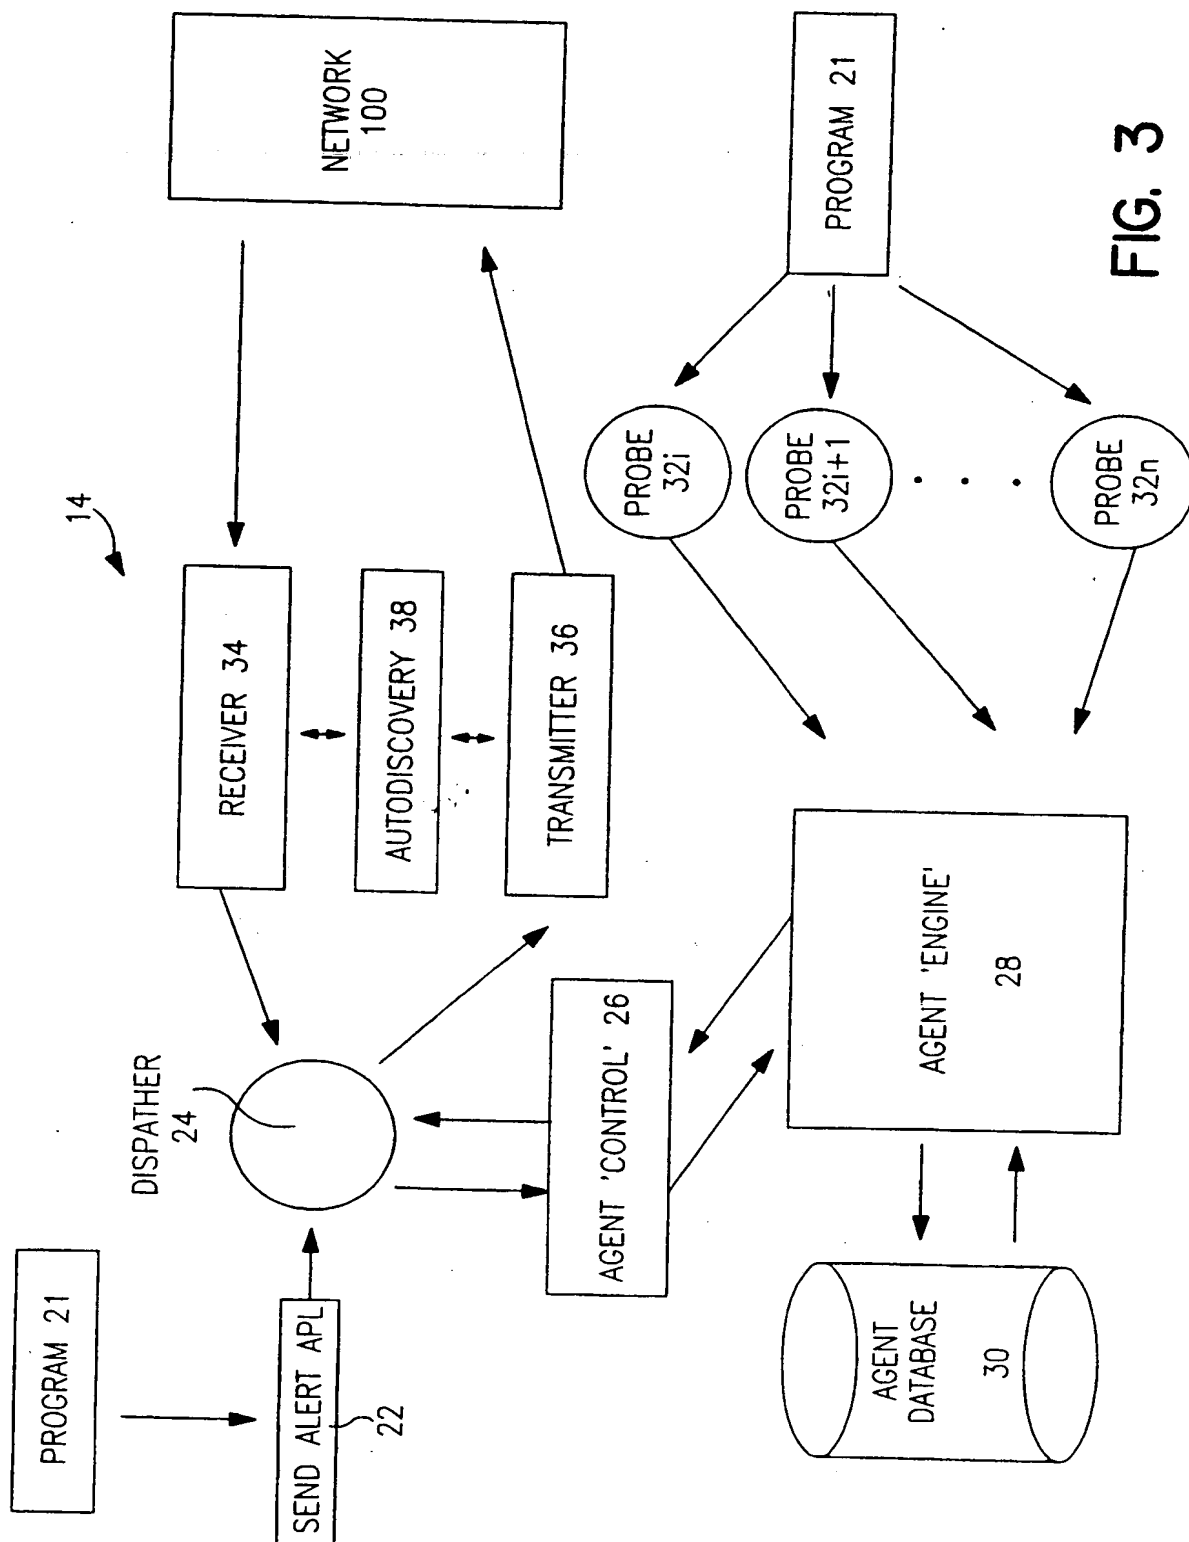 PROGRAM 21
SEND ALERT APL
22
DISPATHER
24
14
RECEIVER 34
AUTODISCOVERY 38
TRANSMITTER 36
NETWORK
100
AGENT 'CONTROL' 26
AGENT DATABASE
30
AGENT 'ENGINE'
28
PROBE
32i
PROBE
32i+1
PROBE
32n
PROGRAM 21
FIG. 3